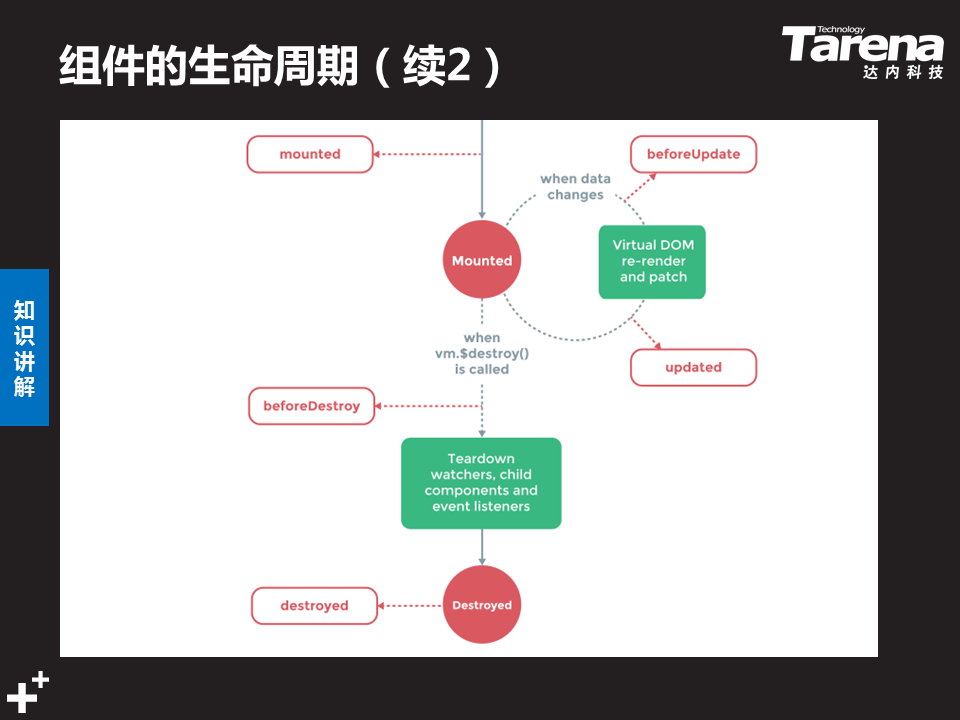 组件的生命周期（续2）
Technology
Tarena
达内科技
知
识
讲
解
mounted
beforeUpdate
when data
changes
Mounted
Virtual DOM
re-render
and patch
when
vm.$destroy()
is called
updated
beforeDestroy
Teardown
watchers, child
components and
event listeners
destroyed
Destroyed